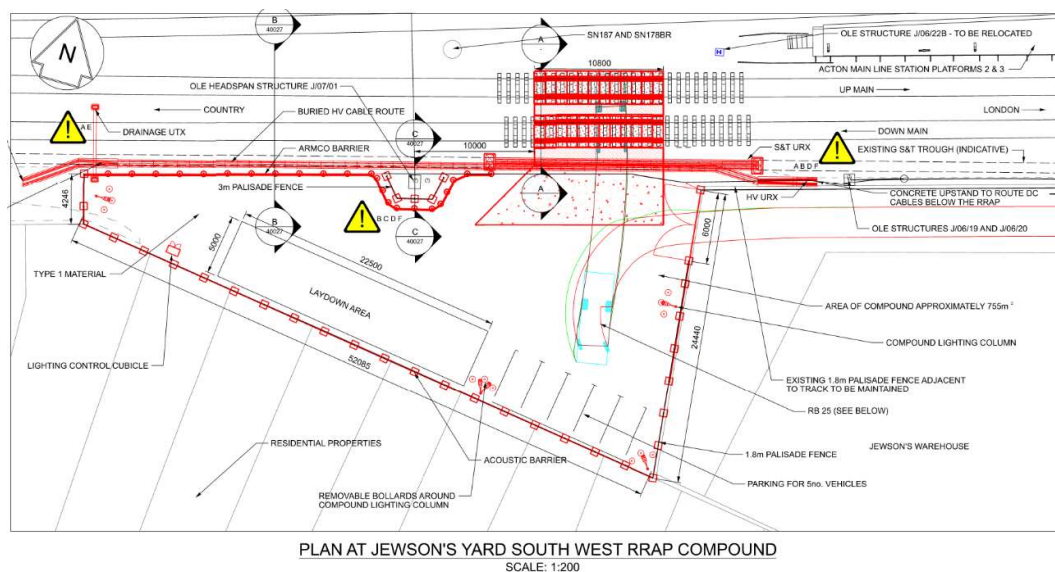 N
B
40027
SN187 AND SN178BR
A
OLE STRUCTURE J/06/22B - TO BE RELOCATED
10800
ACTON MAIN LINE STATION PLATFORMS 2 & 3
OLE HEADSPAN STRUCTURE J/07/01
UP MAIN
COUNTRY
LONDON
BURIED HV CABLE ROUTE
A E
DRAINAGE UTX
C
40027
DOWN MAIN
ARMCO BARRIER
10000
S&T URX
EXISTING S&T TROUGH (INDICATIVE)
A B D F
3m PALISADE FENCE
A
HV URX
CONCRETE UPSTAND TO ROUTE DC
CABLES BELOW THE RRAP
4246
B
40027
B C D F
C
40027
OLE STRUCTURES J/06/19 AND J/06/20
5000
6000
22500
TYPE 1 MATERIAL
LAYDOWN AREA
AREA OF COMPOUND APPROXIMATELY 755m²
24440
COMPOUND LIGHTING COLUMN
LIGHTING CONTROL CUBICLE
52085
EXISTING 1.8m PALISADE FENCE ADJACENT
TO TRACK TO BE MAINTAINED
RB 25 (SEE BELOW)
RESIDENTIAL PROPERTIES
JEWSON'S WAREHOUSE
ACOUSTIC BARRIER
1.8m PALISADE FENCE
PARKING FOR 5no. VEHICLES
REMOVABLE BOLLARDS AROUND
COMPOUND LIGHTING COLUMN
PLAN AT JEWSON'S YARD SOUTH WEST RRAP COMPOUND
SCALE: 1:200